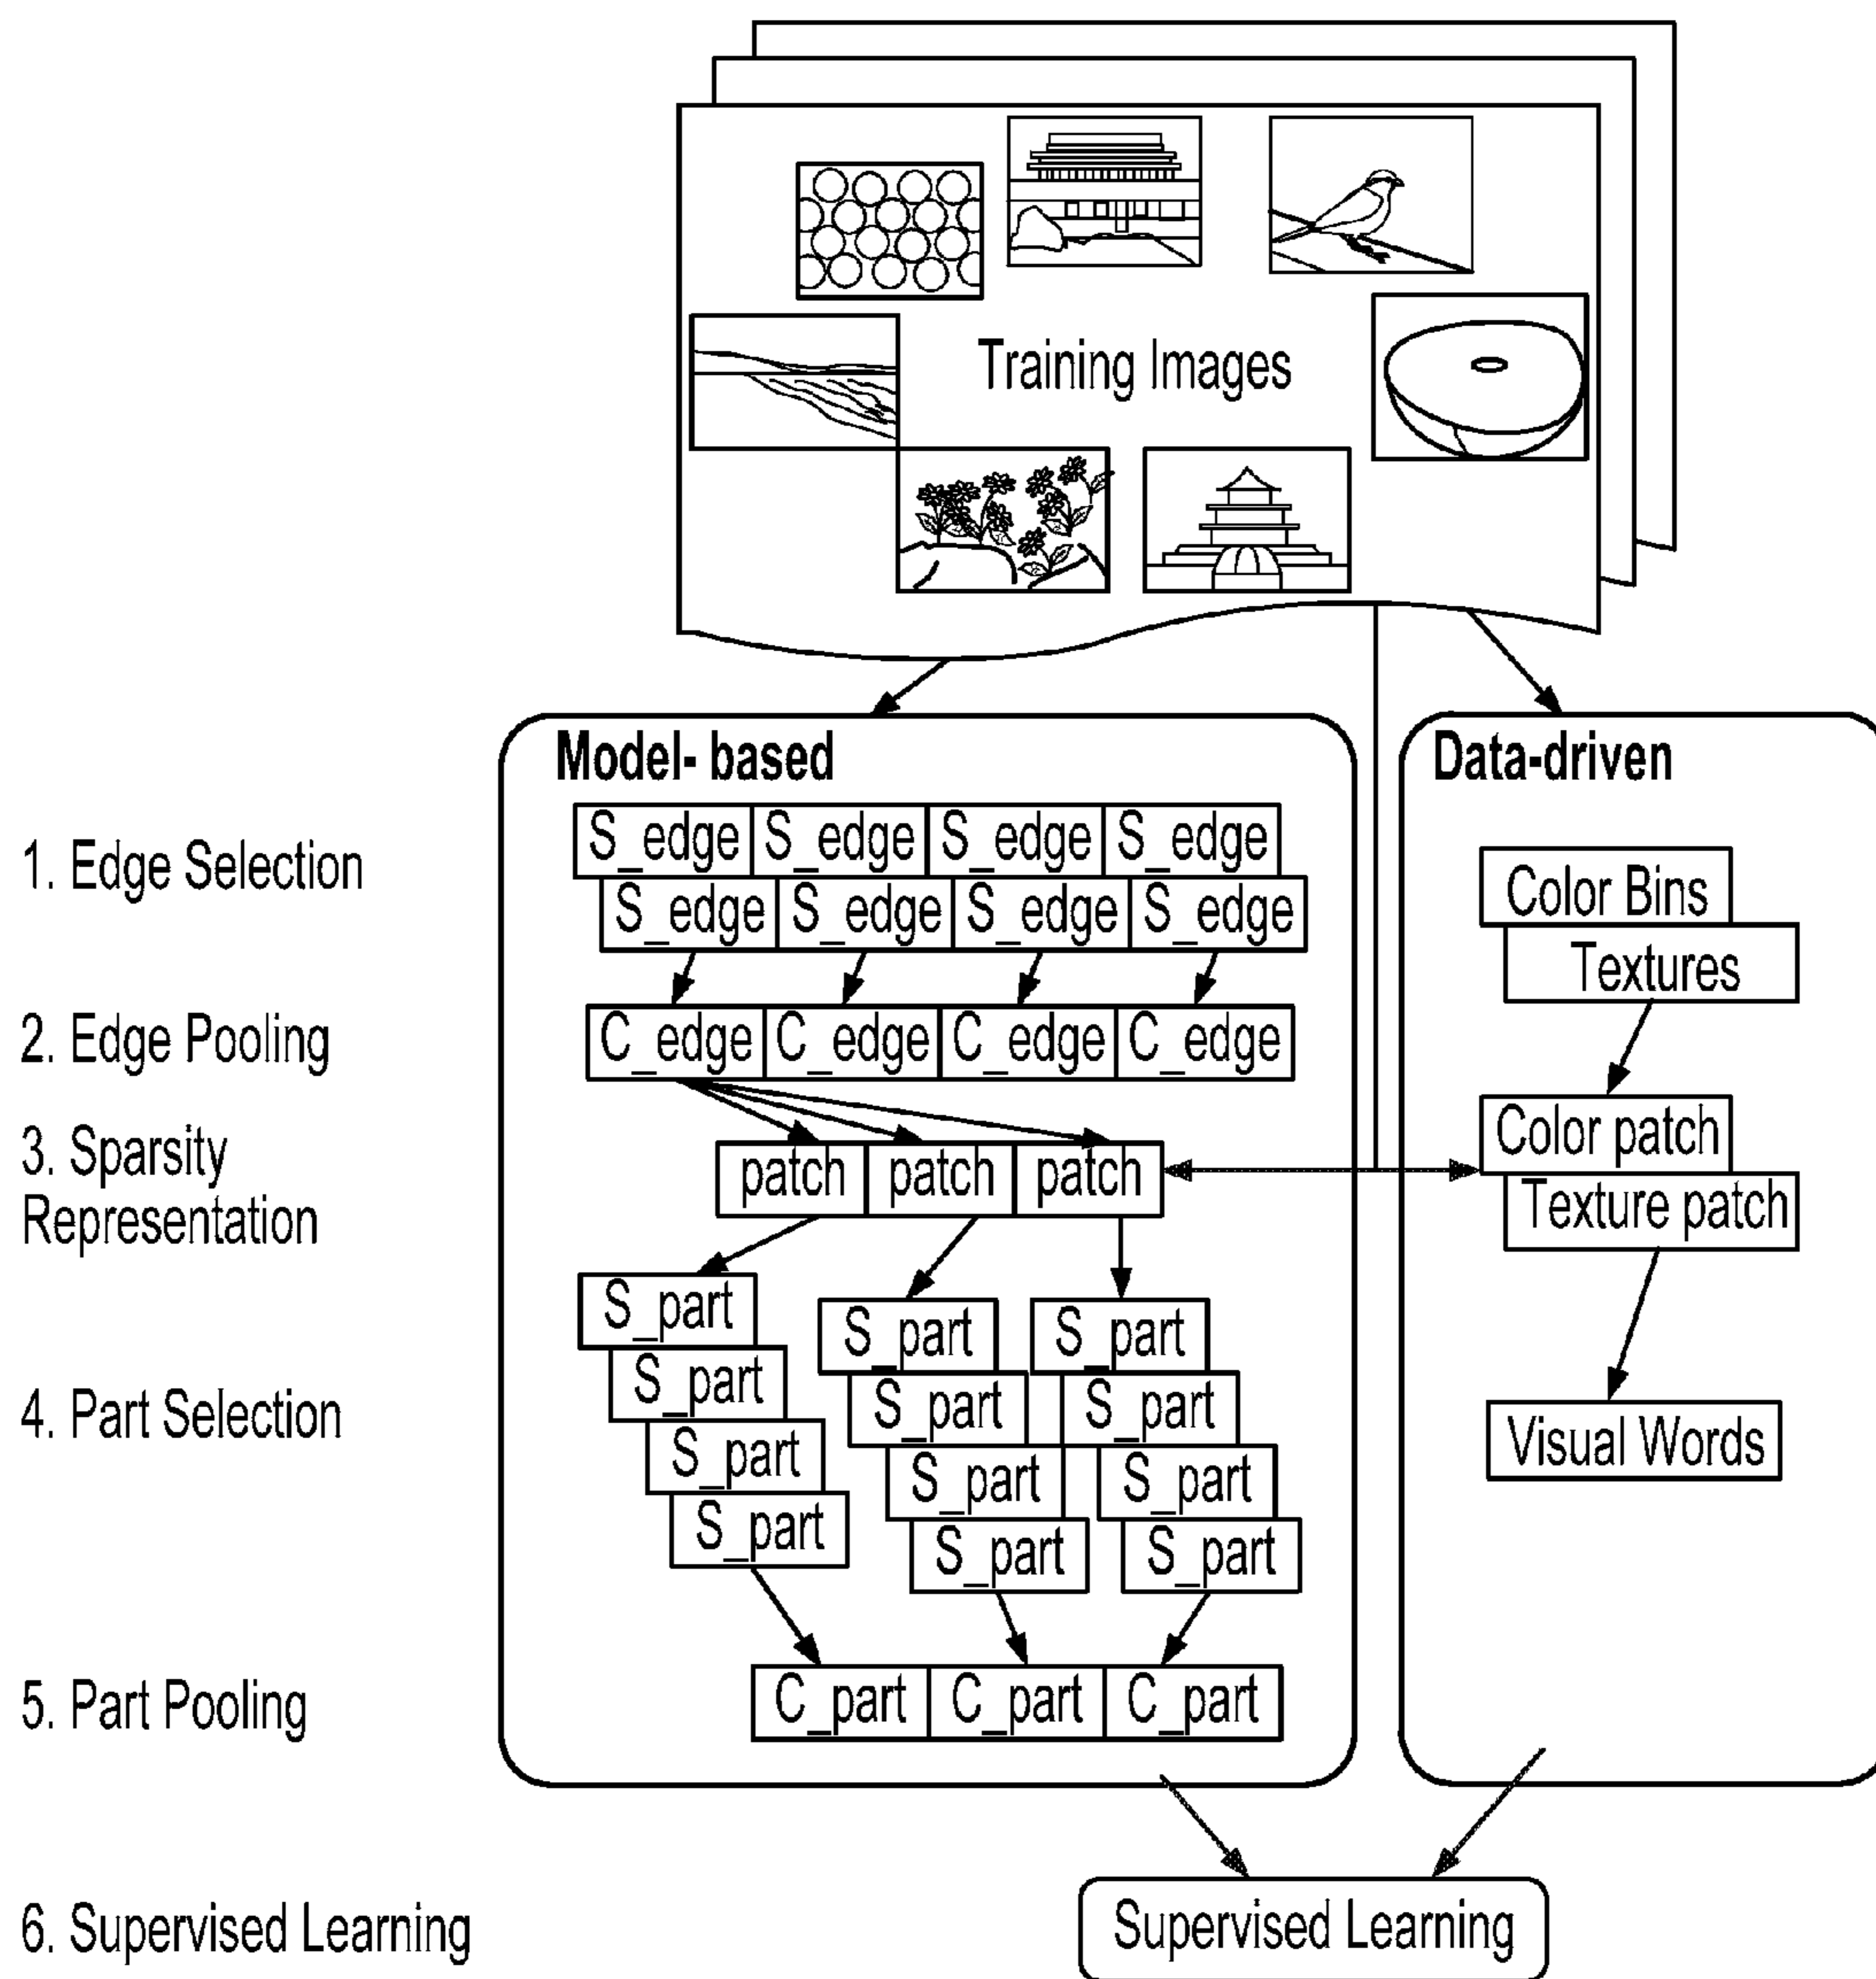 Training Images
Model- based
Data-driven
1. Edge Selection
S_edge S_edge S_edge S_edge
S_edge S_edge S_edge S_edge
Color Bins
Textures
2. Edge Pooling
C_edge C_edge C_edge C_edge
3. Sparsity
Representation
patch patch patch
Color patch
Texture patch
4. Part Selection
S_part
S_part
S_part
S_part
S_part
S_part
S_part
S_part
S_part
S_part
S_part
S_part
Visual Words
5. Part Pooling
C_part C_part C_part
6. Supervised Learning
Supervised Learning